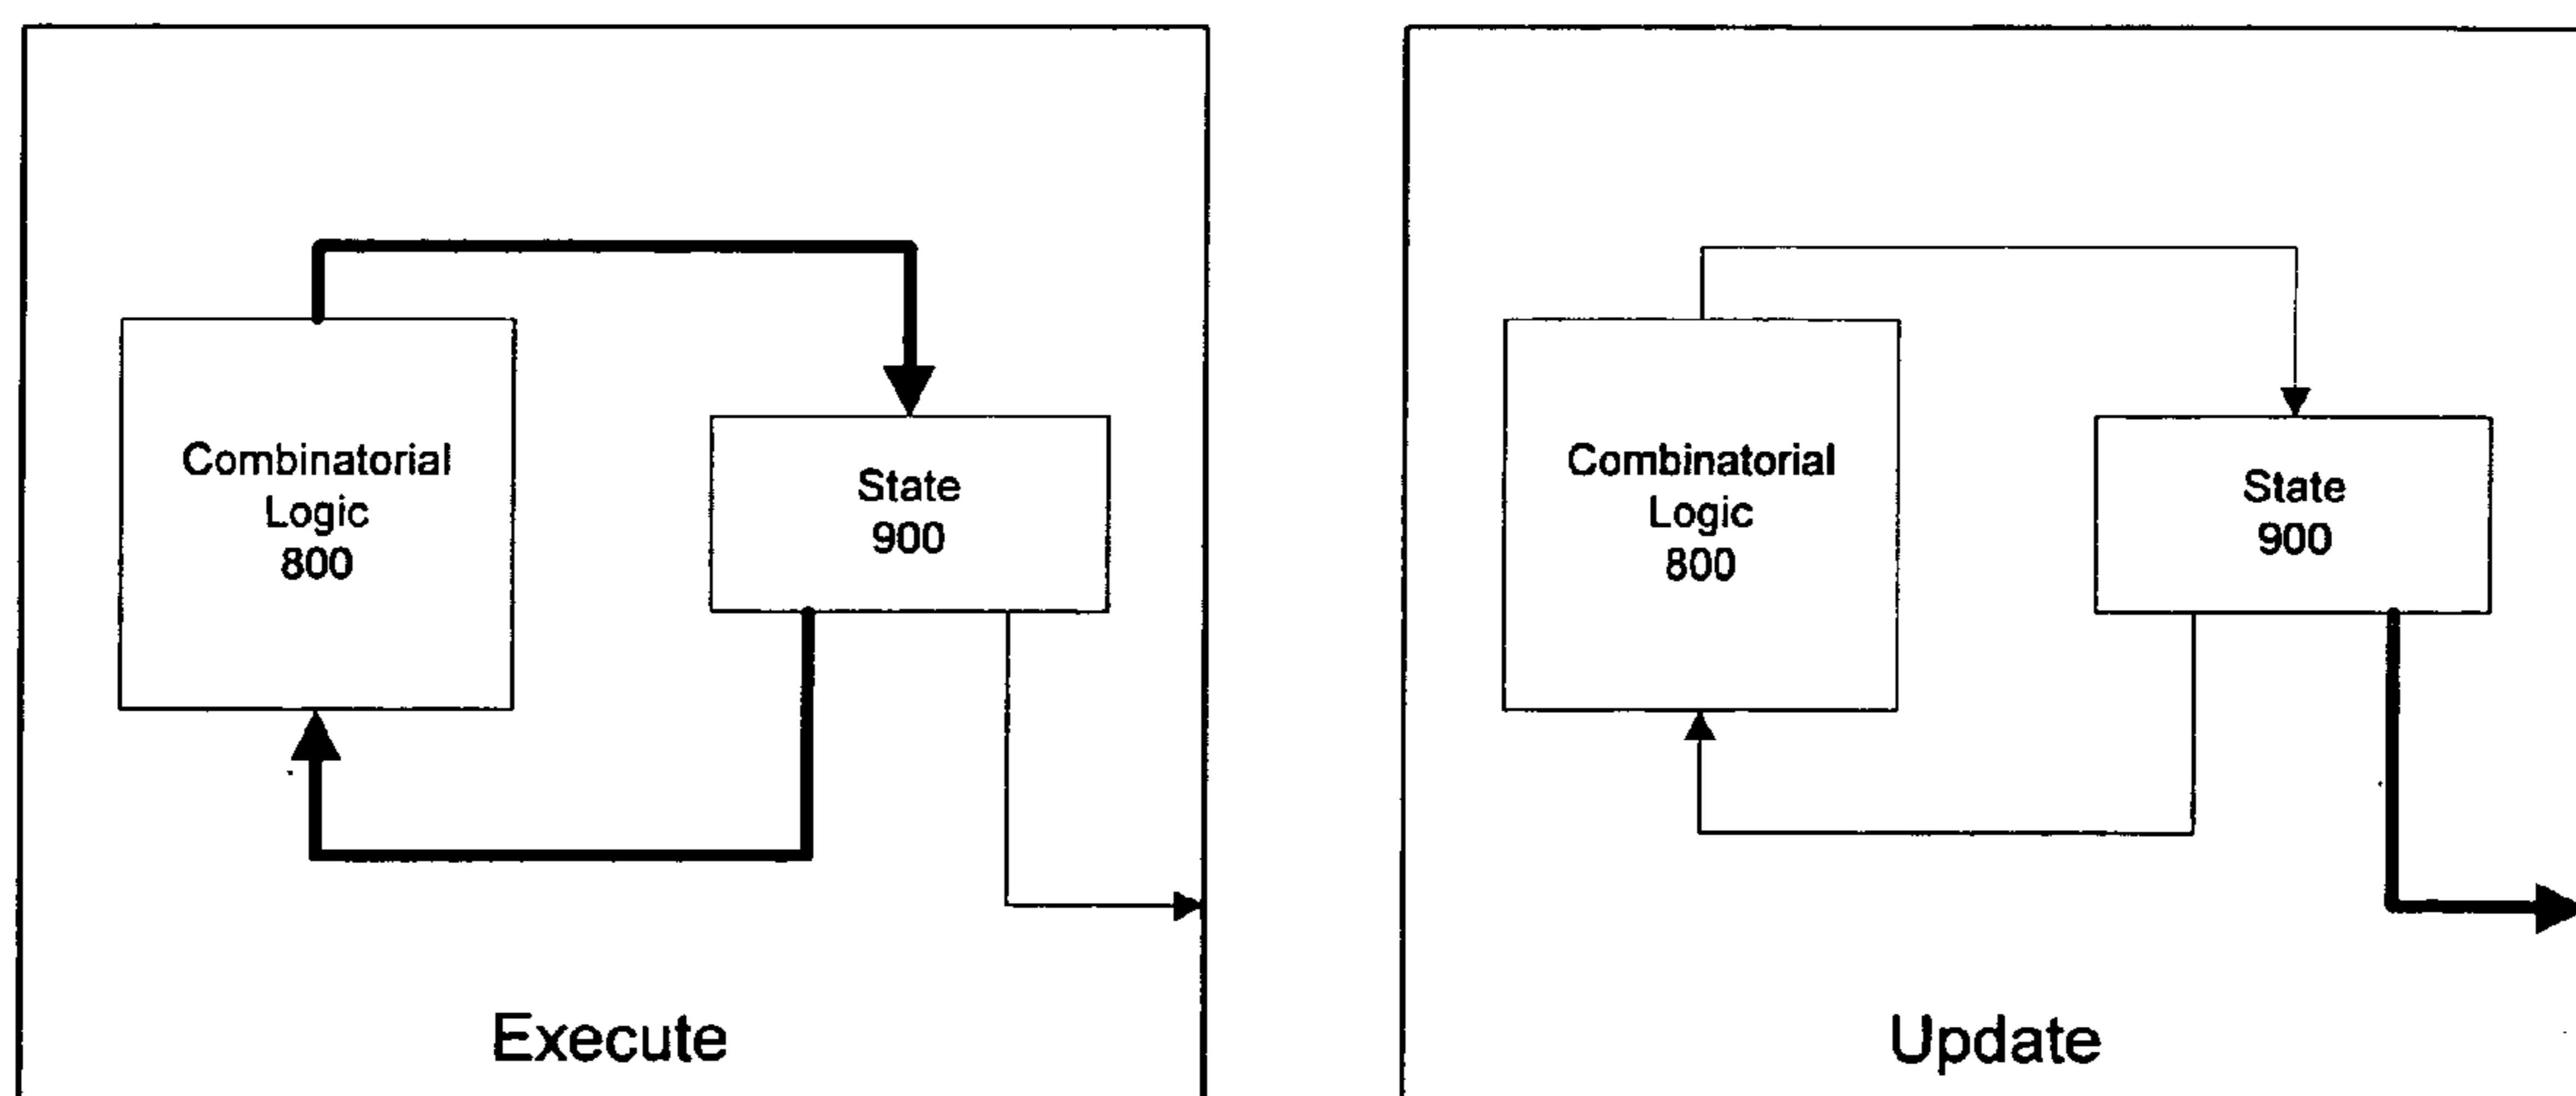 Combinatorial
Logic
800
State
900
Execute
Combinatorial
Logic
800
State
900
Update